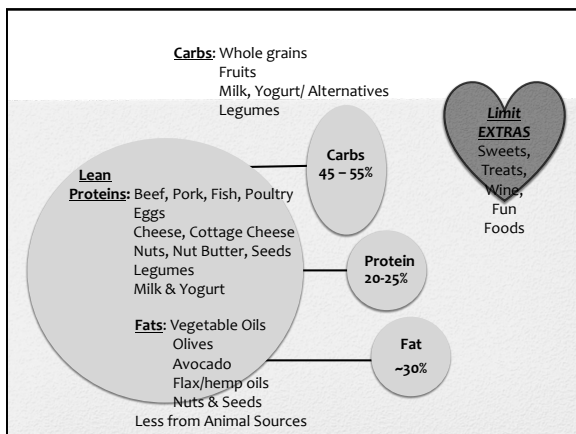 Carbs: Whole grains
Fruits
Milk, Yogurt/ Alternatives
Legumes
Carbs
45 – 55%
Limit
EXTRAS
Sweets,
Treats,
Wine,
Fun
Foods
Lean
Proteins: Beef, Pork, Fish, Poultry
Eggs
Cheese, Cottage Cheese
Nuts, Nut Butter, Seeds
Legumes
Milk & Yogurt
Protein
20-25%
Fats: Vegetable Oils
Olives
Avocado
Flax/hemp oils
Nuts & Seeds
Less from Animal Sources
Fat
~30%